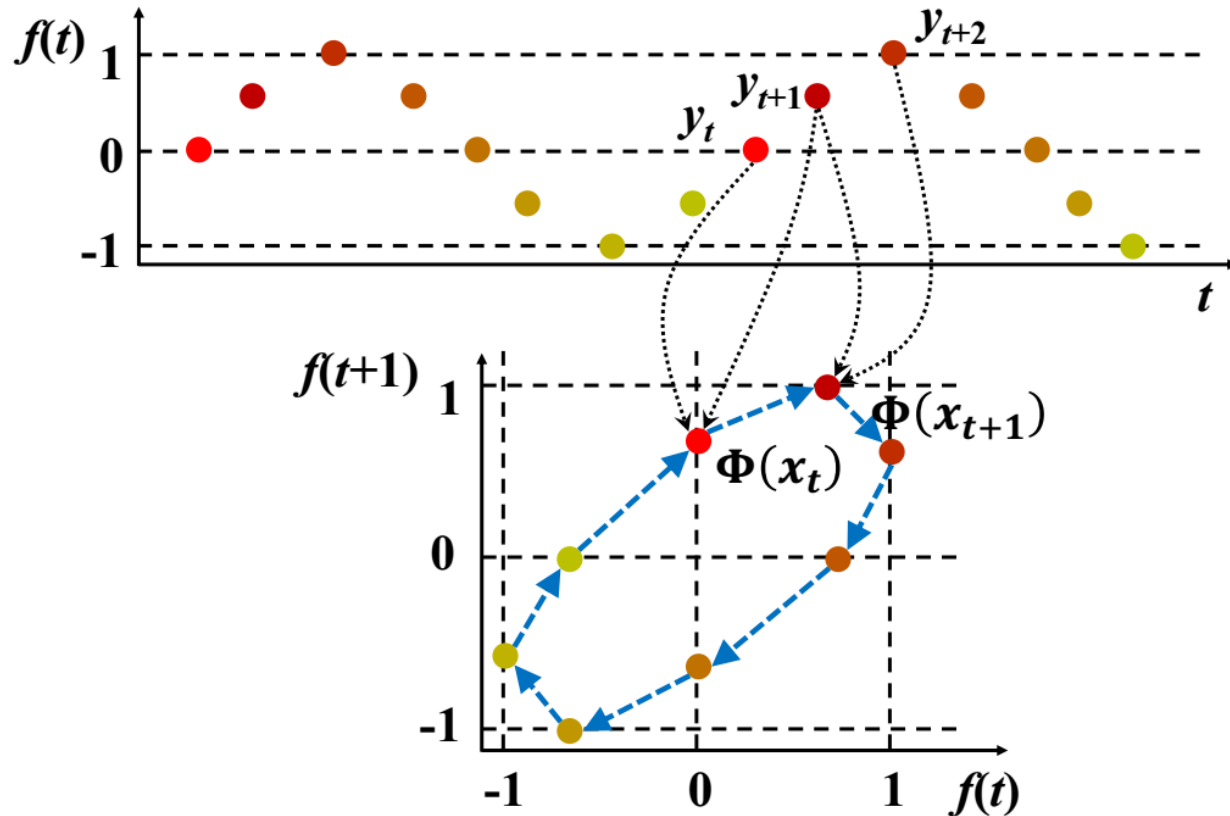 f(t)
1
0
-1
y_t
y_{t+1}
y_{t+2}
t
f(t+1)
1
0
-1
Φ(x_t)
Φ(x_{t+1})
-1
0
1
f(t)